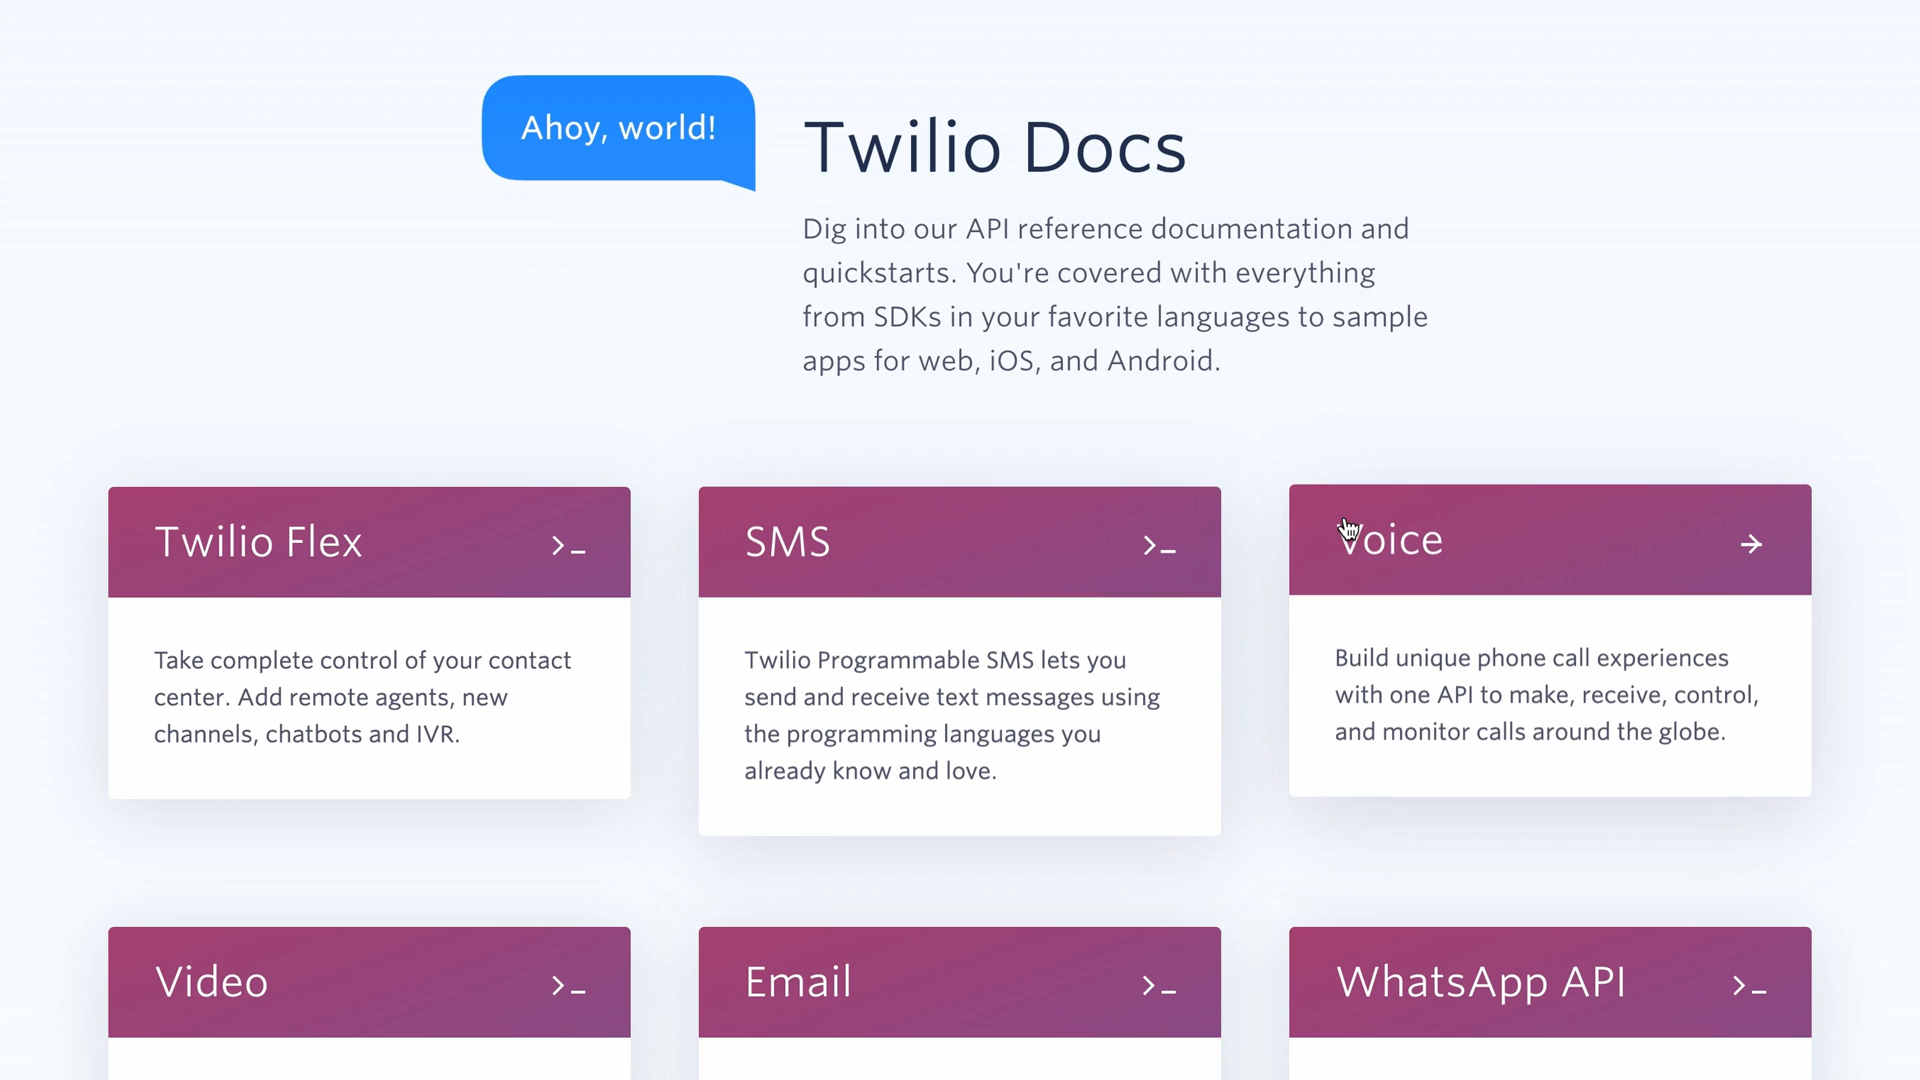 Ahoy, world!
Twilio Docs
Dig into our API reference documentation and
quickstarts. You're covered with everything
from SDKs in your favorite languages to sample
apps for web, iOS, and Android.
Twilio Flex >_
Take complete control of your contact
center. Add remote agents, new
channels, chatbots and IVR.
SMS >_
Twilio Programmable SMS lets you
send and receive text messages using
the programming languages you
already know and love.
Voice →
Build unique phone call experiences
with one API to make, receive, control,
and monitor calls around the globe.
Video >_
Email >_
WhatsApp API >_